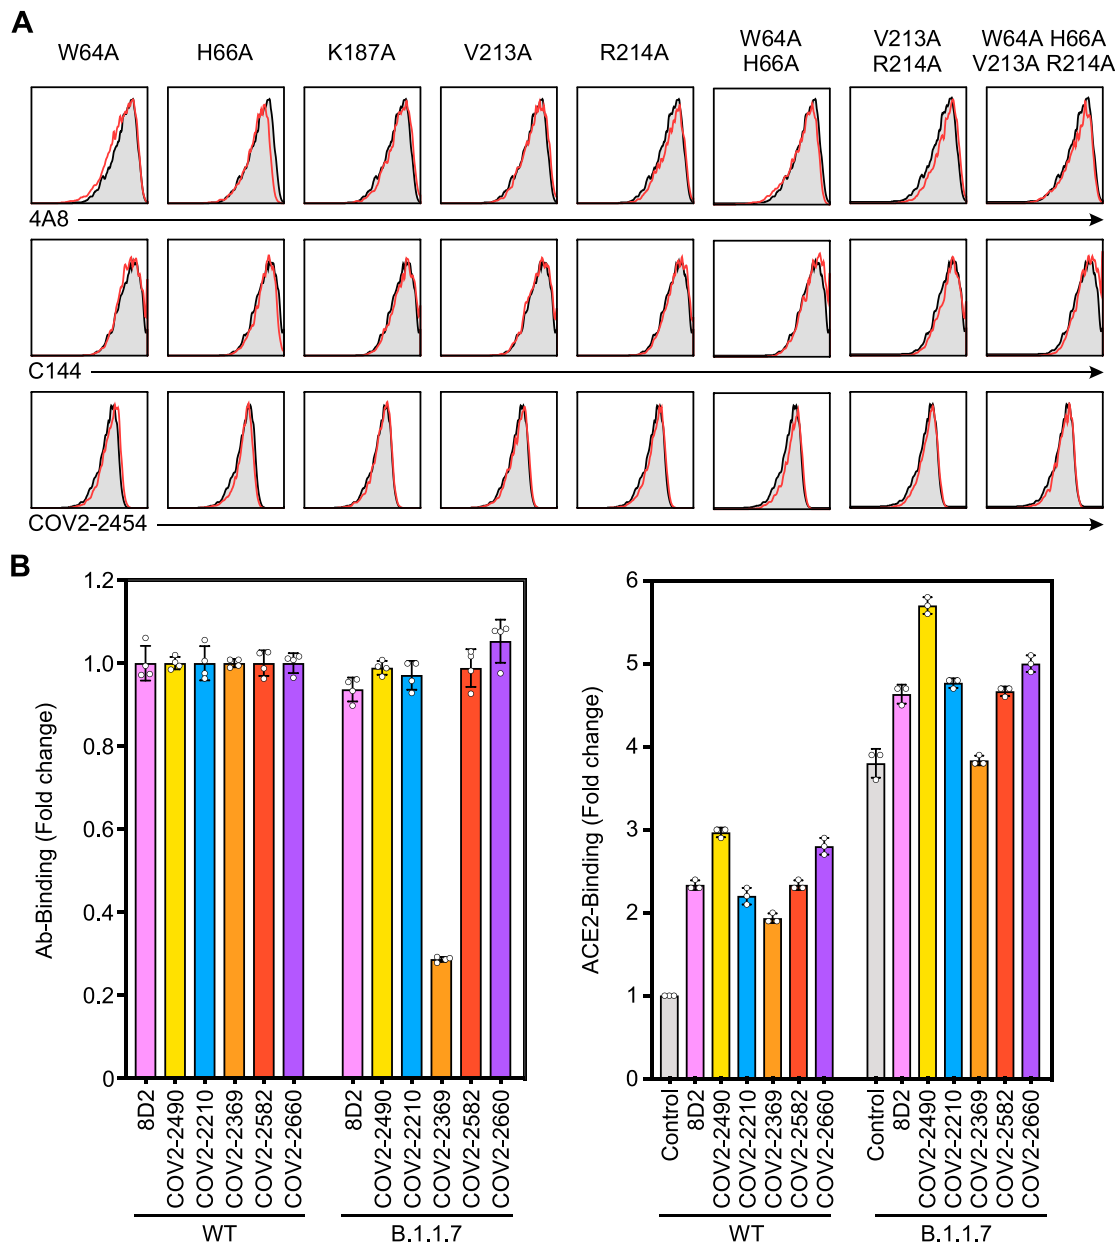 A
W64A
H66A
K187A
V213A
R214A
W64A
H66A
V213A
R214A
W64A H66A
V213A R214A
4A8
C144
COV2-2454
B
Ab-Binding (Fold change)
1.2
1.0
0.8
0.6
0.4
0.2
0
8D2
COV2-2490
COV2-2210
COV2-2369
COV2-2582
COV2-2660
8D2
COV2-2490
COV2-2210
COV2-2369
COV2-2582
COV2-2660
WT
B.1.1.7
ACE2-Binding (Fold change)
6
5
4
3
2
1
0
Control
8D2
COV2-2490
COV2-2210
COV2-2369
COV2-2582
COV2-2660
Control
8D2
COV2-2490
COV2-2210
COV2-2369
COV2-2582
COV2-2660
WT
B.1.1.7